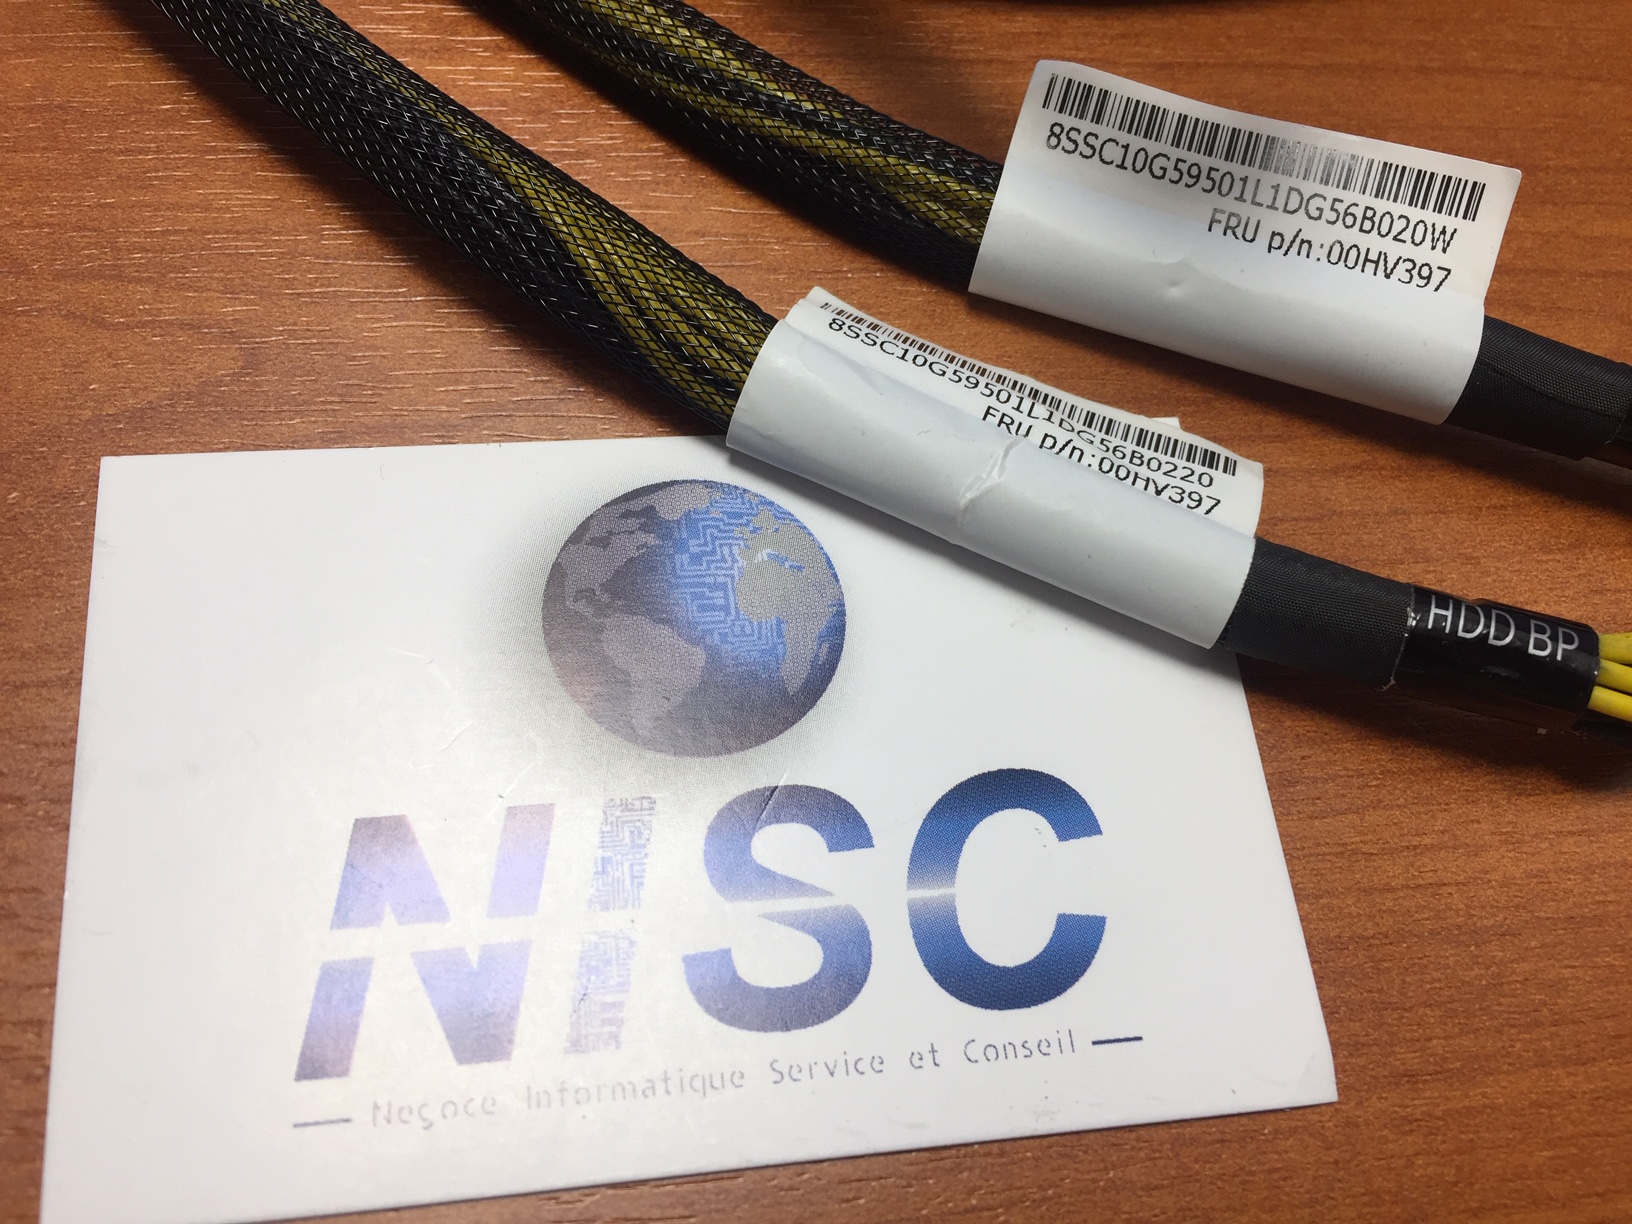 8SSC10G59501L1DG56B020W
FRU p/n:00HV397
8SSC10G59501L1DG56B0220
FRU p/n:00HV397
HDD BP
NISC
Negoce Informatique Service et Conseil